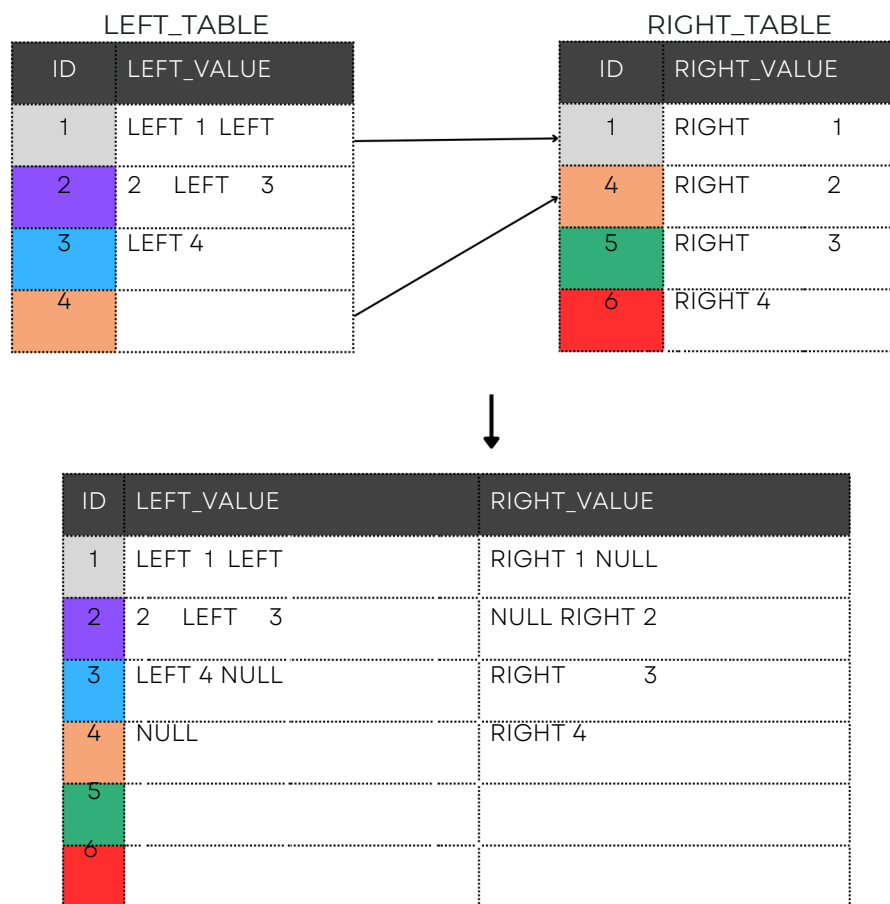 LEFT_TABLE
ID LEFT_VALUE
1 LEFT 1 LEFT
2 2 LEFT 3
3 LEFT 4
4
RIGHT_TABLE
ID RIGHT_VALUE
1 RIGHT 1
4 RIGHT 2
5 RIGHT 3
6 RIGHT 4
ID LEFT_VALUE RIGHT_VALUE
1 LEFT 1 LEFT RIGHT 1 NULL
2 2 LEFT 3 NULL RIGHT 2
3 LEFT 4 NULL RIGHT 3
4 NULL RIGHT 4
5
6